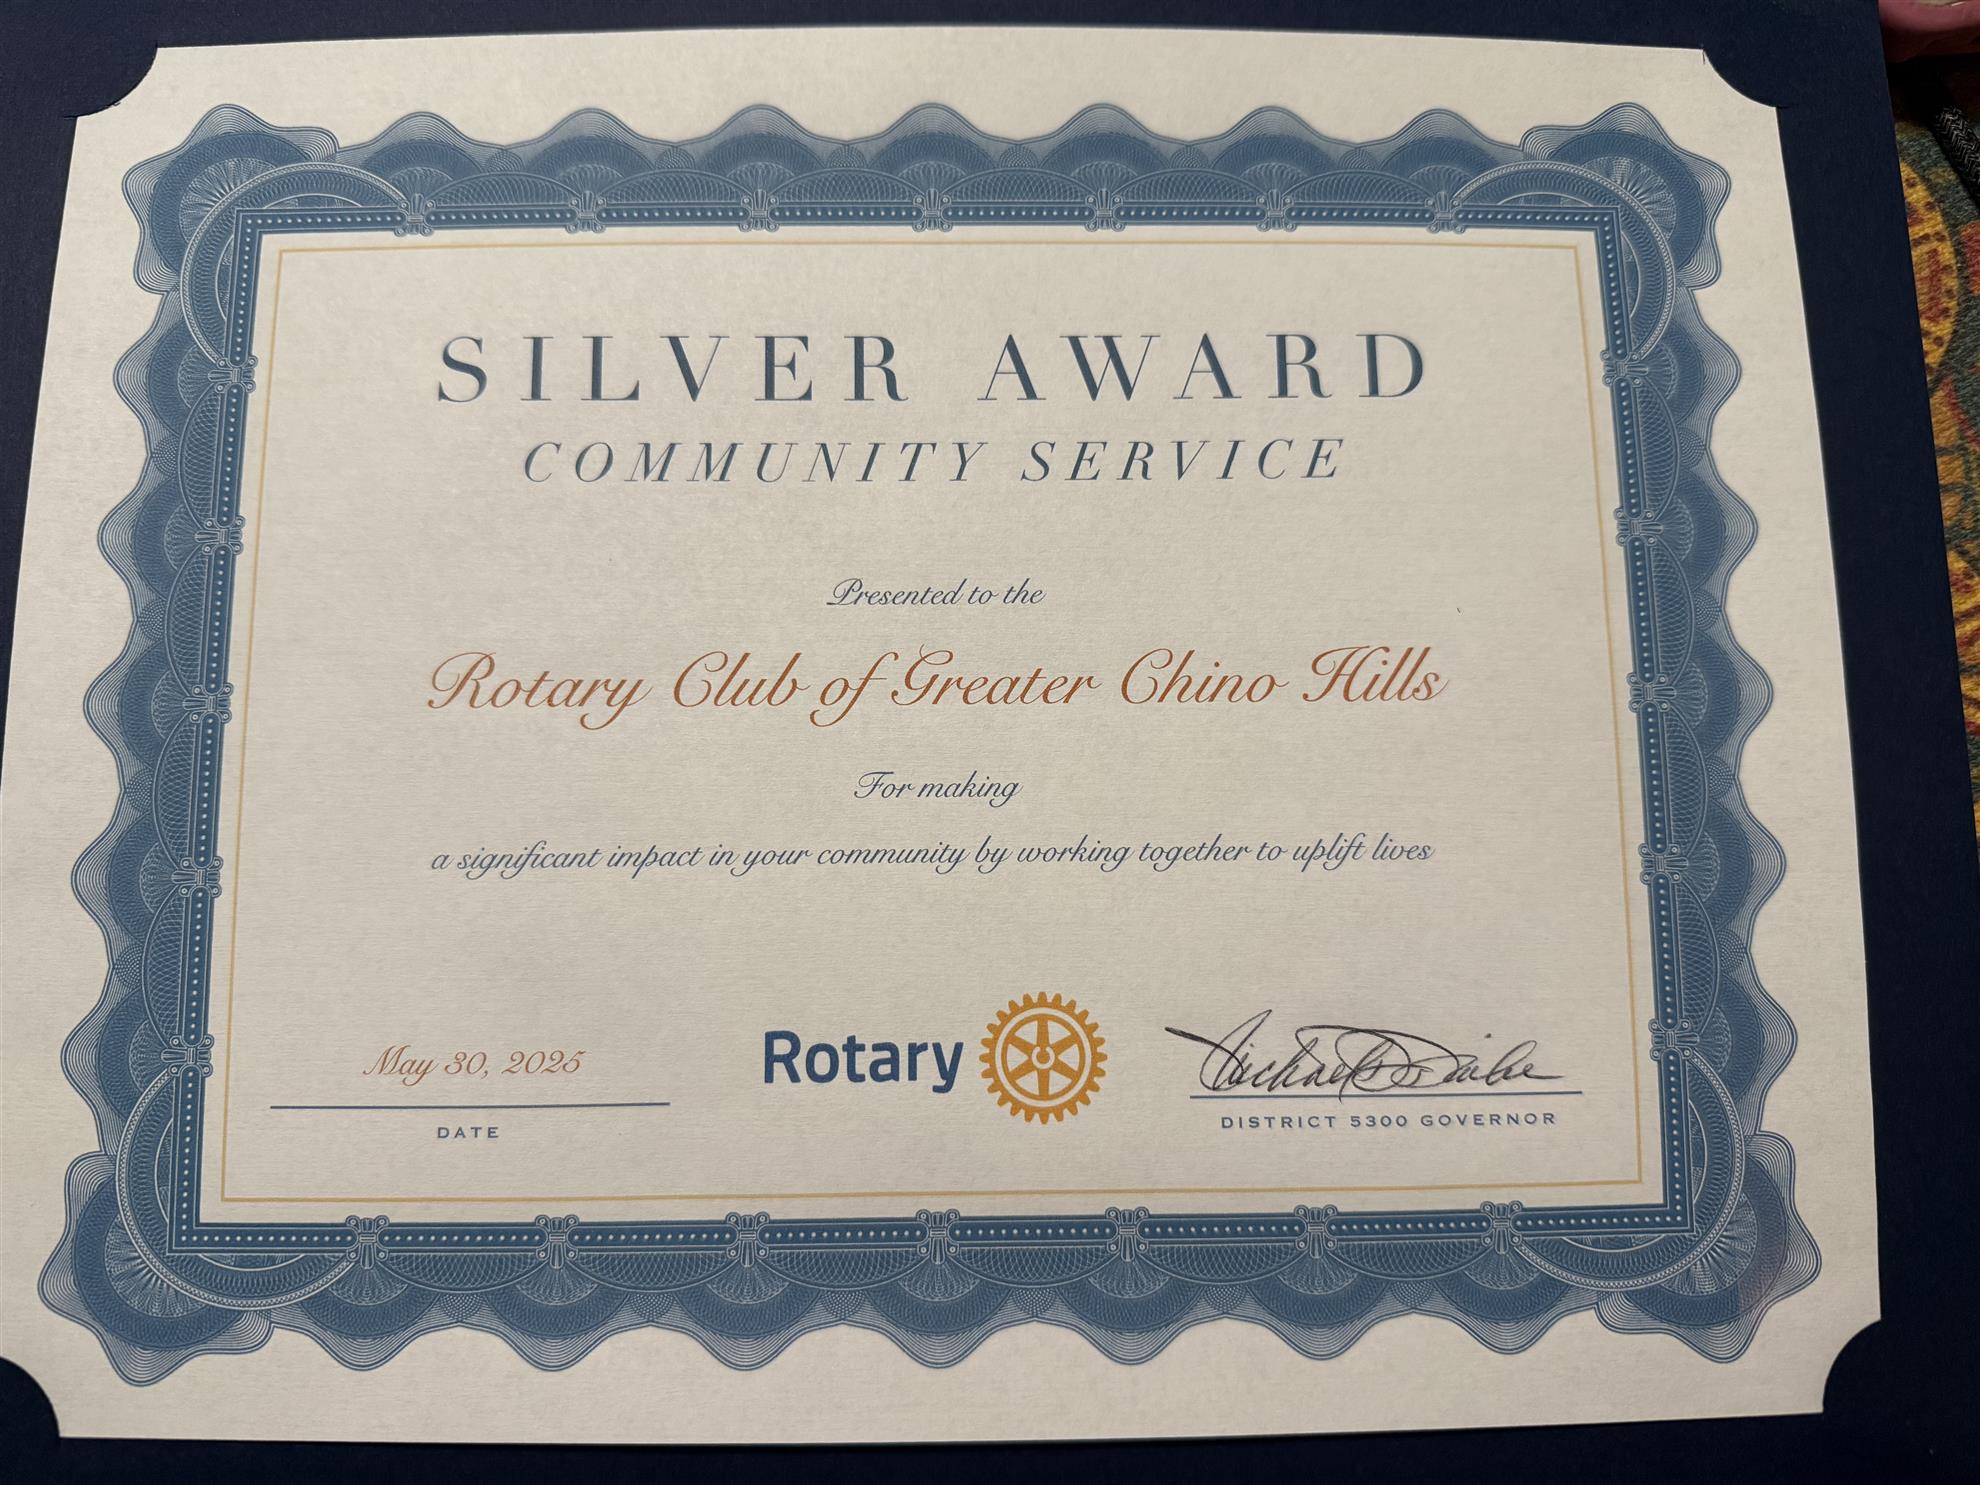 SILVER AWARD
COMMUNITY SERVICE
Presented to the
Rotary Club of Greater Chino Hills
For making
a significant impact in your community by working together to uplift lives
May 30, 2025
DATE
Rotary
DISTRICT 5300 GOVERNOR